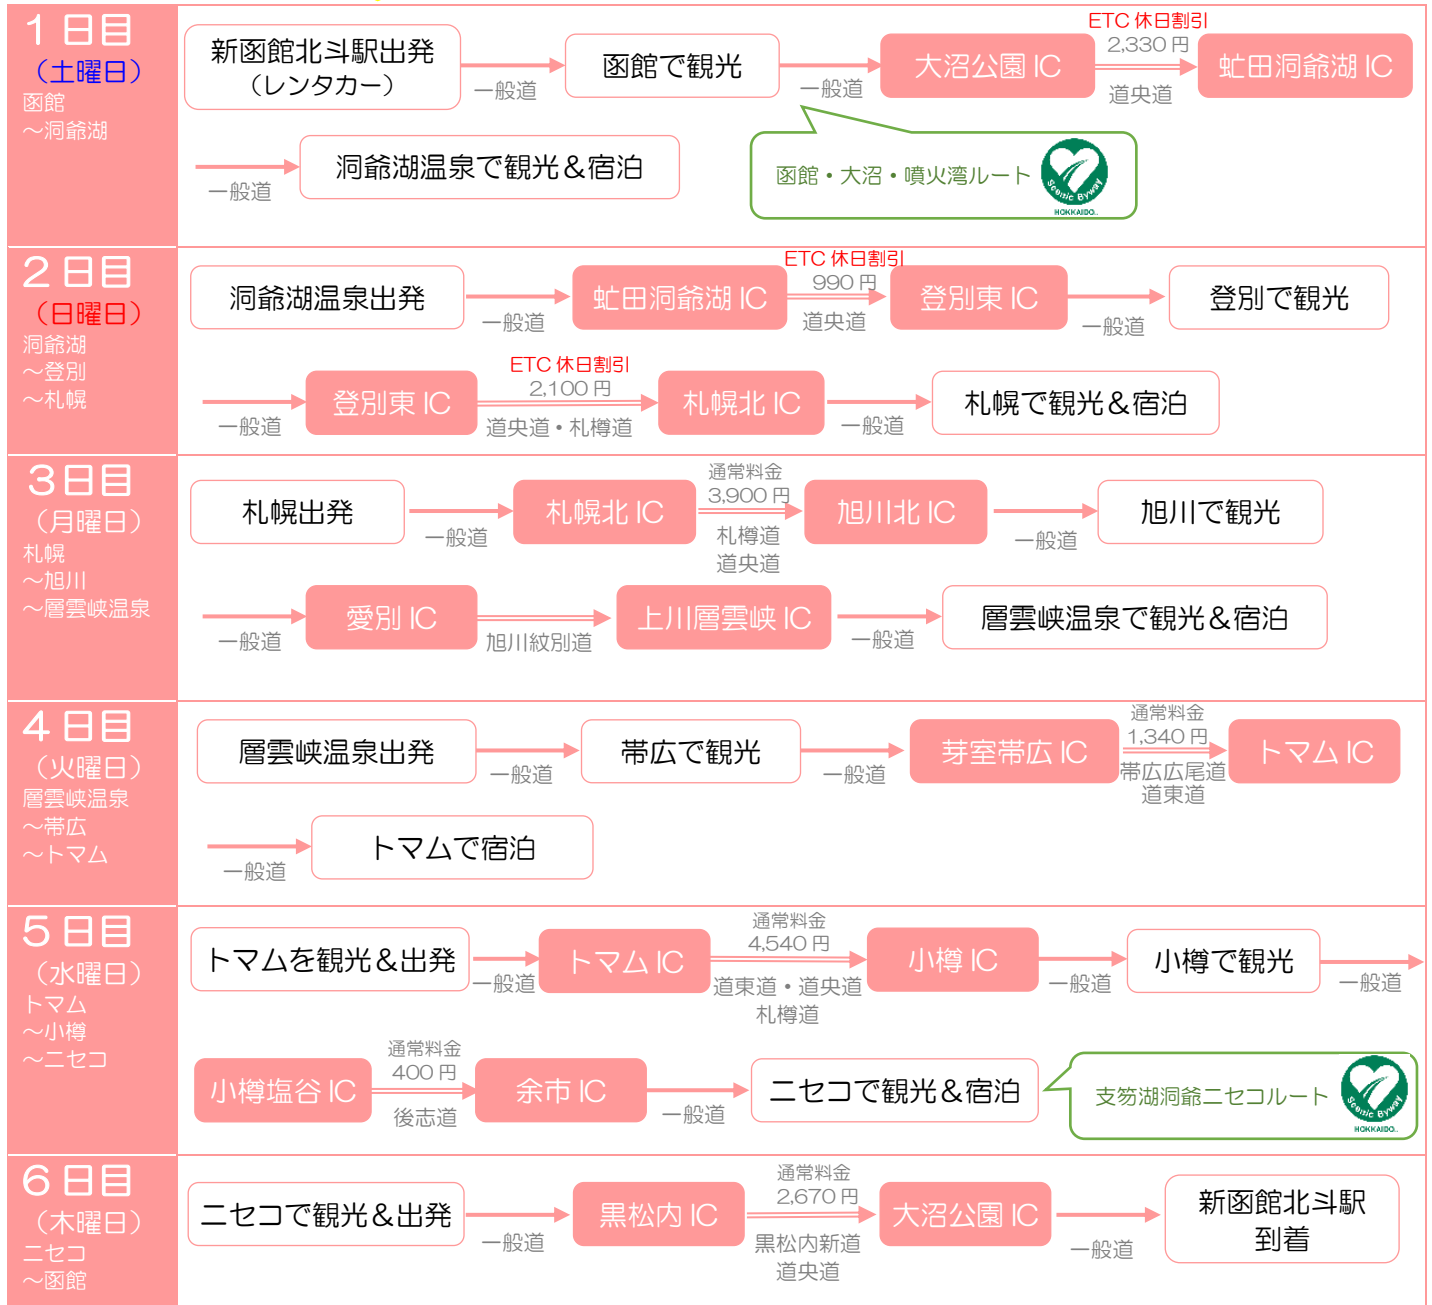 1日目
（土曜日）
函館
～洞爺湖
新函館北斗駅出発
（レンタカー）
一般道
函館で観光
一般道
大沼公園 IC
ETC 休日割引
2,330 円
道央道
虻田洞爺湖 IC
一般道
洞爺湖温泉で観光＆宿泊
函館・大沼・噴火湾ルート
Scenic Byway
HOKKAIDO
2日目
（日曜日）
洞爺湖
～登別
～札幌
洞爺湖温泉出発
一般道
虻田洞爺湖 IC
ETC 休日割引
990 円
道央道
登別東 IC
一般道
登別で観光
一般道
登別東 IC
ETC 休日割引
2,100 円
道央道・札樽道
札幌北 IC
一般道
札幌で観光＆宿泊
3日目
（月曜日）
札幌
～旭川
～層雲峡温泉
札幌出発
一般道
札幌北 IC
通常料金
3,900 円
札樽道
道央道
旭川北 IC
一般道
旭川で観光
一般道
愛別 IC
旭川紋別道
上川層雲峡 IC
一般道
層雲峡温泉で観光＆宿泊
4日目
（火曜日）
層雲峡温泉
～帯広
～トマム
層雲峡温泉出発
一般道
帯広で観光
一般道
芽室帯広 IC
通常料金
1,340 円
帯広広尾道
道東道
トマム IC
一般道
トマムで宿泊
5日目
（水曜日）
トマム
～小樽
～ニセコ
トマムを観光＆出発
一般道
トマム IC
通常料金
4,540 円
道東道・道央道
札樽道
小樽 IC
一般道
小樽で観光
一般道
小樽塩谷 IC
通常料金
400 円
後志道
余市 IC
一般道
ニセコで観光＆宿泊
支笏湖洞爺ニセコルート
Scenic Byway
HOKKAIDO
6日目
（木曜日）
ニセコ
～函館
ニセコで観光＆出発
一般道
黒松内 IC
通常料金
2,670 円
黒松内新道
道央道
大沼公園 IC
一般道
新函館北斗駅
到着